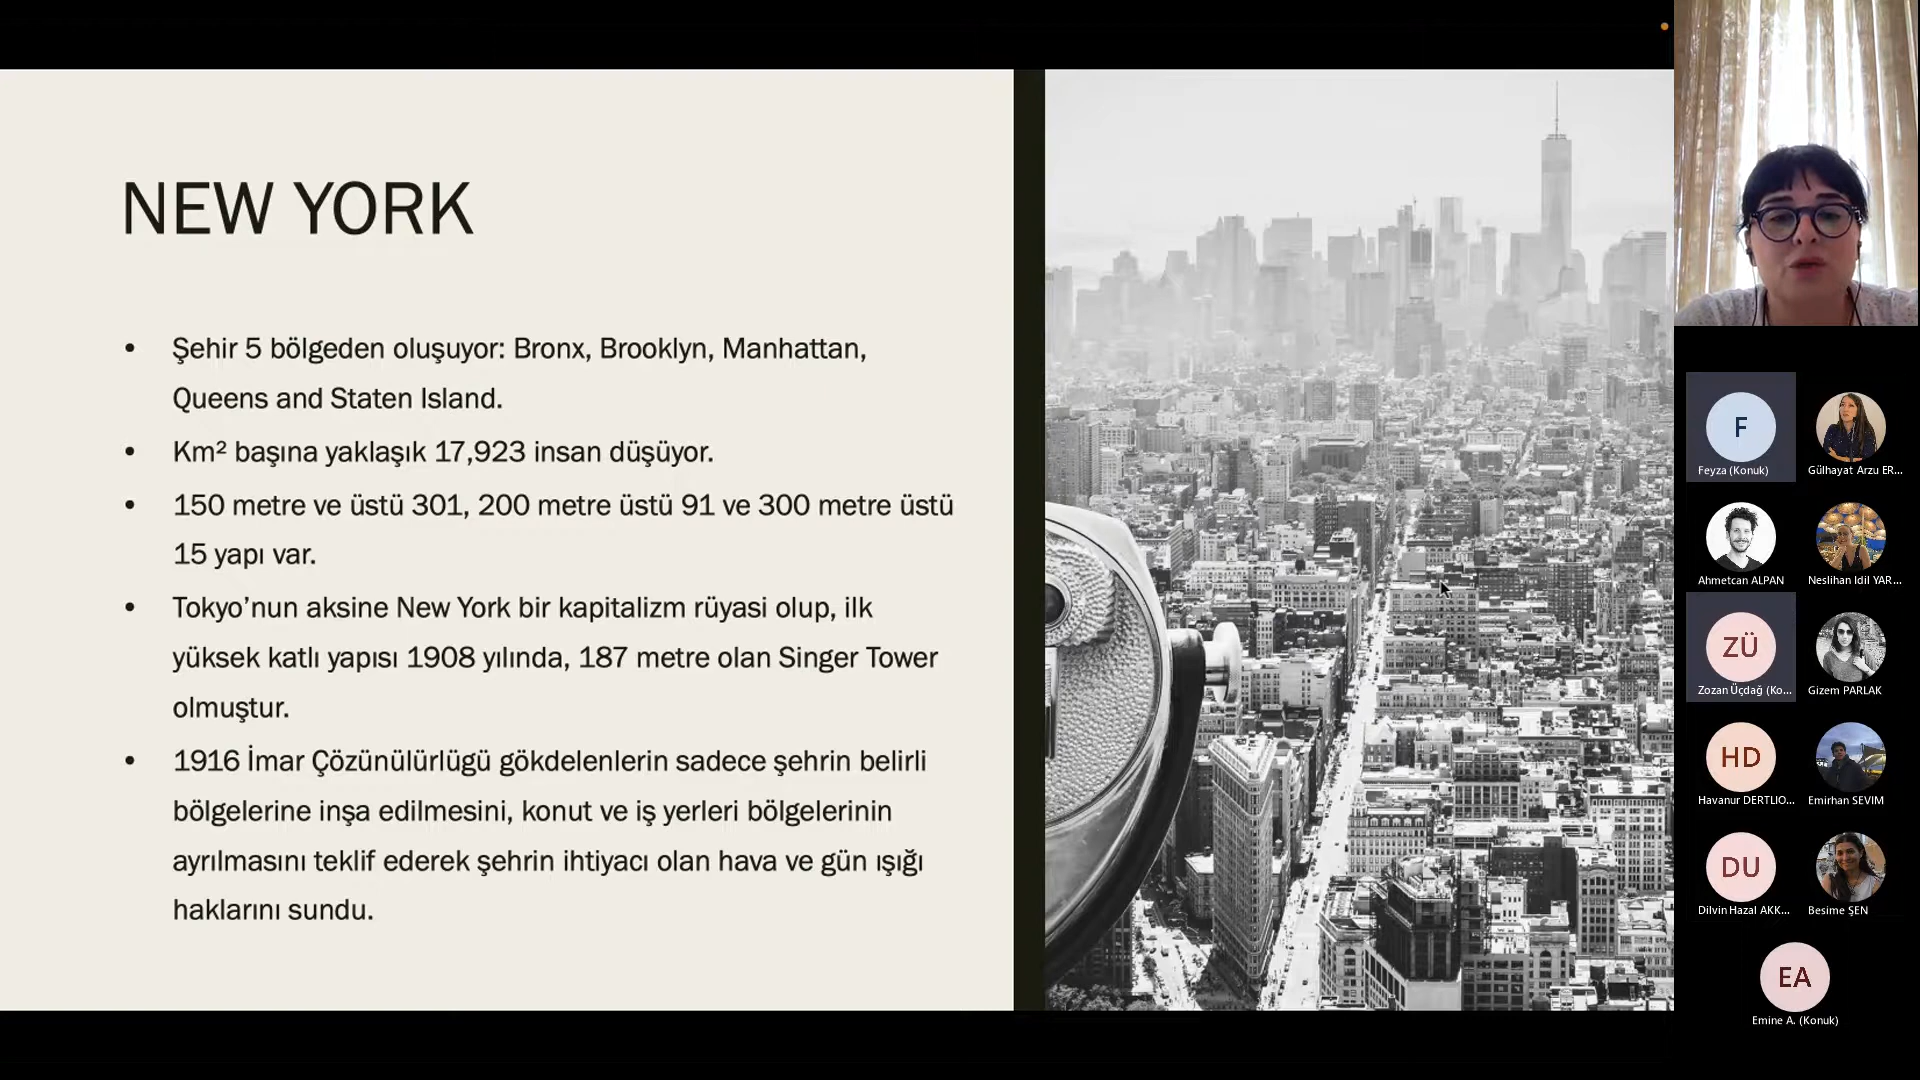 NEW YORK
• Şehir 5 bölgeden oluşuyor: Bronx, Brooklyn, Manhattan,
Queens and Staten Island.
• Km² başına yaklaşık 17,923 insan düşüyor.
• 150 metre ve üstü 301, 200 metre üstü 91 ve 300 metre üstü
15 yapı var.
• Tokyo’nun aksine New York bir kapitalizm rüyasi olup, ilk
yüksek katlı yapısı 1908 yılında, 187 metre olan Singer Tower
olmuştur.
• 1916 İmar Çözünülürlügü gökdelenlerin sadece şehrin belirli
bölgelerine inşa edilmesini, konut ve iş yerleri bölgelerinin
ayrılmasını teklif ederek şehrin ihtiyacı olan hava ve gün ışığı
haklarını sundu.
F
Feyza (Konuk)
Gülhayat Arzu ER...
Ahmetcan ALPAN
Neslihan Idil YAR...
ZÜ
Zozan Üçdağ (Ko...
Gizem PARLAK
HD
Havanur DERTLIO...
Emirhan SEVIM
DU
Dilvin Hazal AKK...
Besime ŞEN
EA
Emine A. (Konuk)